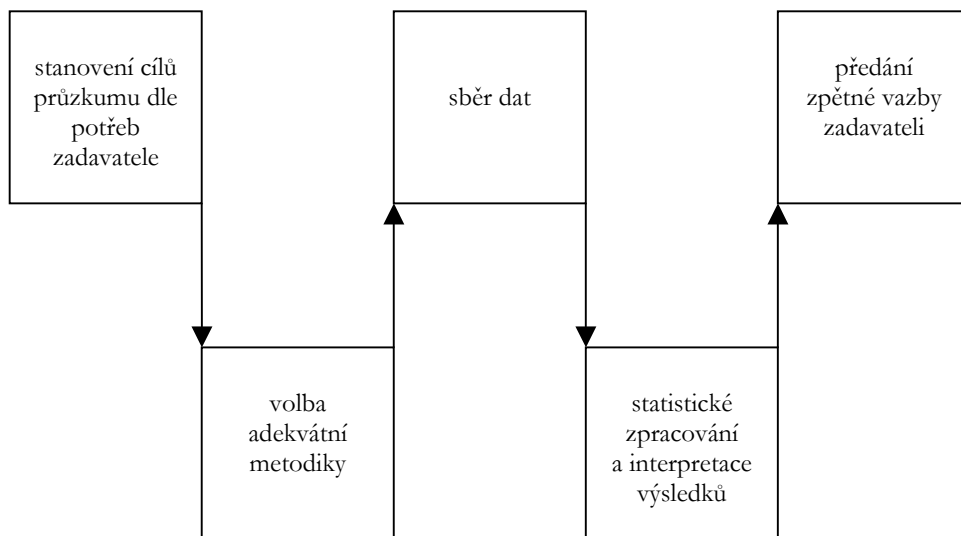 stanovení cílů
průzkumu dle
potřeb
zadavatele
volba
adekvátní
metodiky
sběr dat
statistické
zpracování
a interpretace
výsledků
předání
zpětné vazby
zadavateli